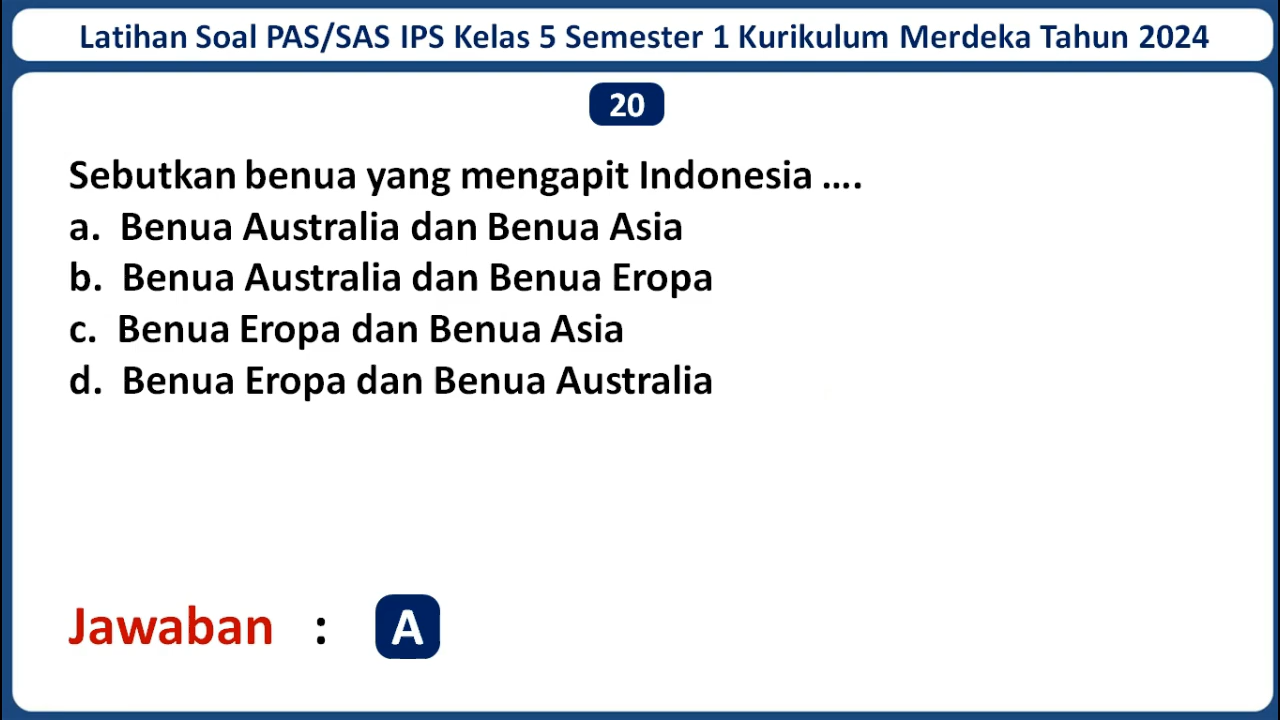 Latihan Soal PAS/SAS IPS Kelas 5 Semester 1 Kurikulum Merdeka Tahun 2024
20
Sebutkan benua yang mengapit Indonesia ....
a. Benua Australia dan Benua Asia
b. Benua Australia dan Benua Eropa
c. Benua Eropa dan Benua Asia
d. Benua Eropa dan Benua Australia
Jawaban : A